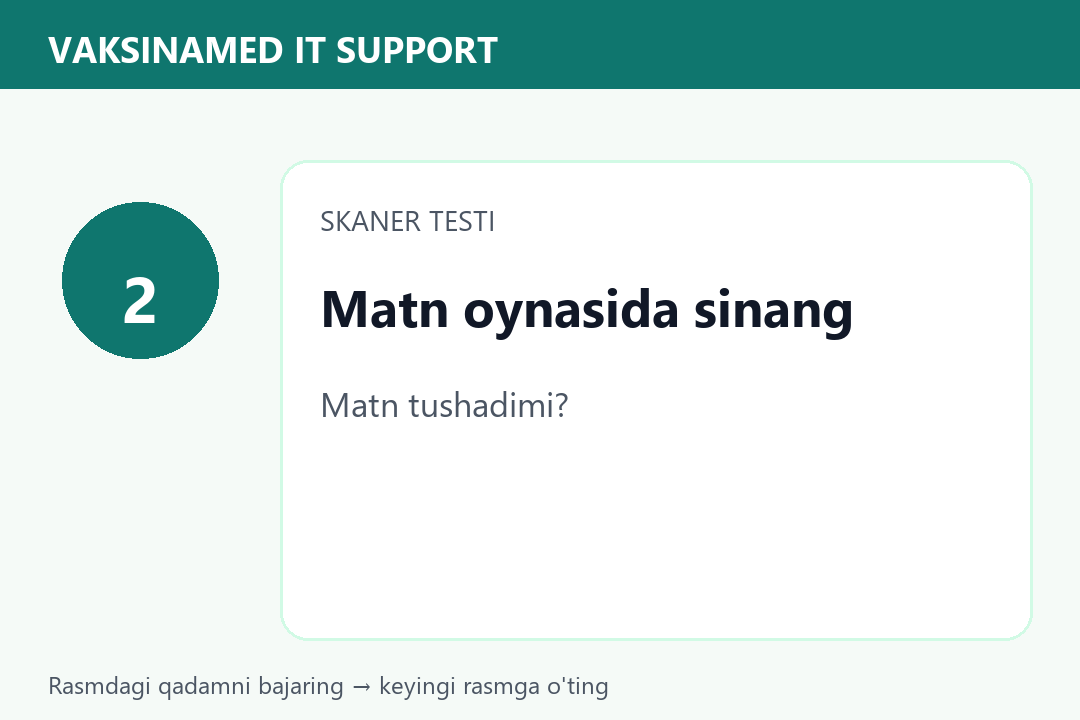 VAKSINAMED IT SUPPORT
2
SKANER TESTI
Matn oynasida sinang
Matn tushadimi?
Rasmdagi qadamni bajaring → keyingi rasmga o'ting